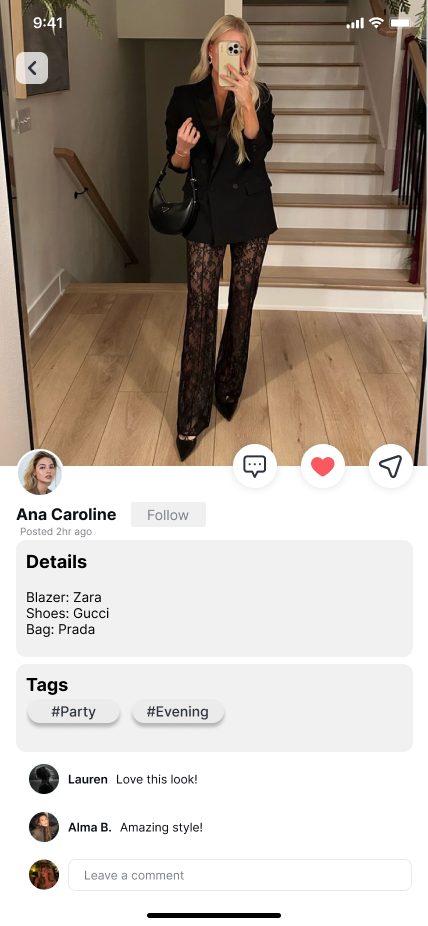 9:41
Ana Caroline
Follow
Posted 2hr ago
Details
Blazer: Zara
Shoes: Gucci
Bag: Prada
Tags
#Party
#Evening
Lauren Love this look!
Alma B. Amazing style!
Leave a comment